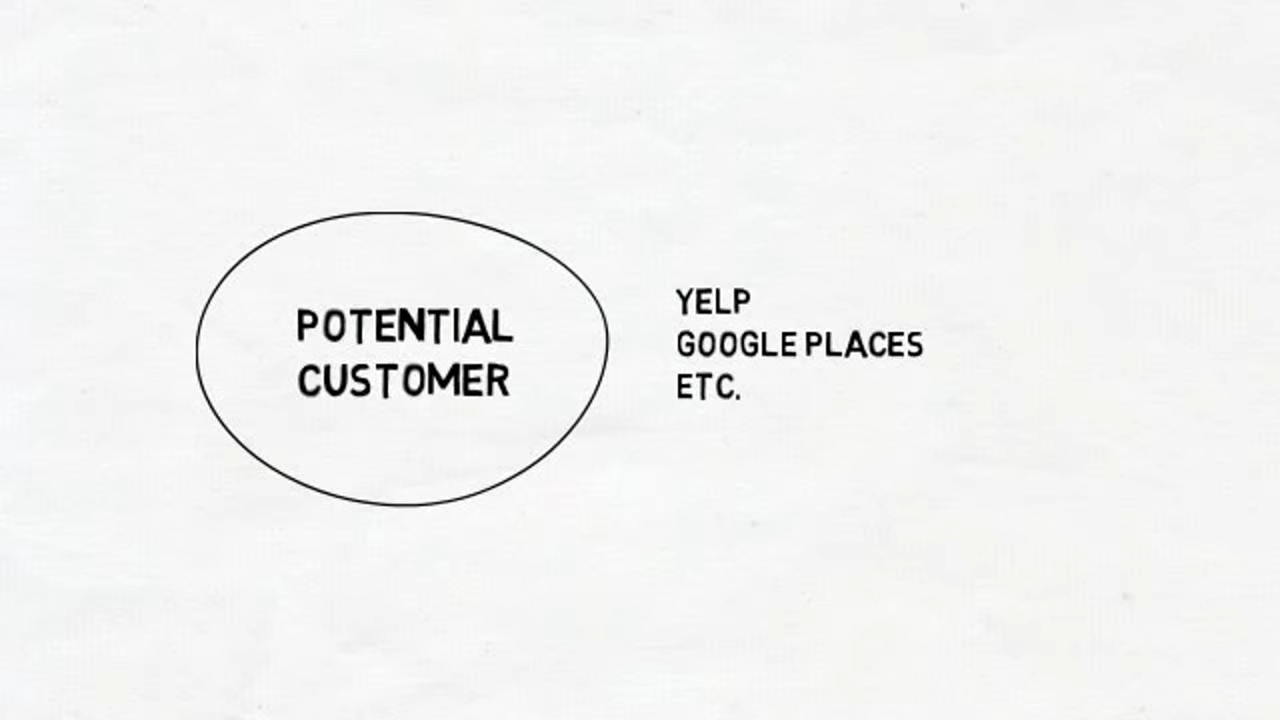 POTENTIAL
CUSTOMER
YELP
GOOGLE PLACES
ETC.